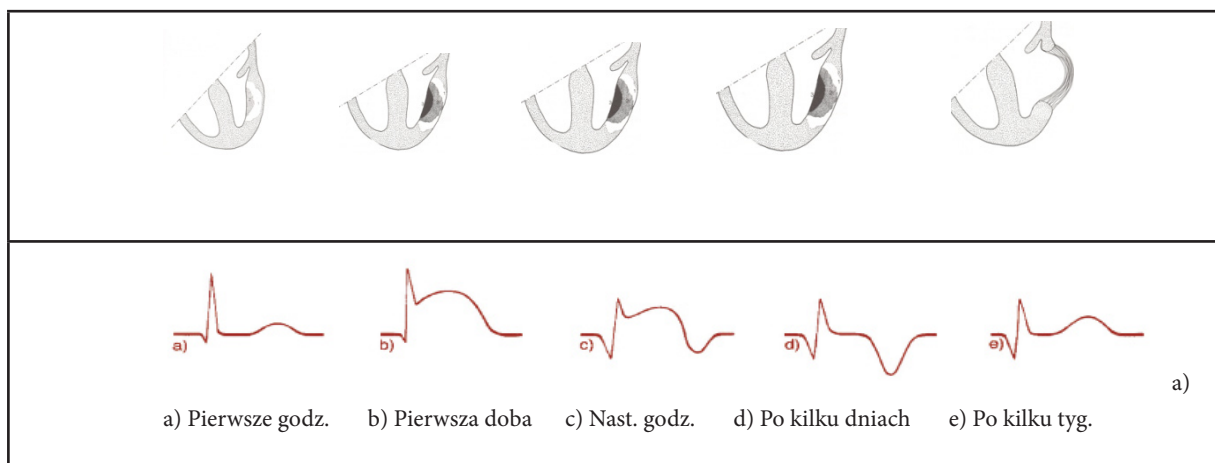 a) b) c) d) e)
a)
a) Pierwsze godz. b) Pierwsza doba c) Nast. godz. d) Po kilku dniach e) Po kilku tyg.